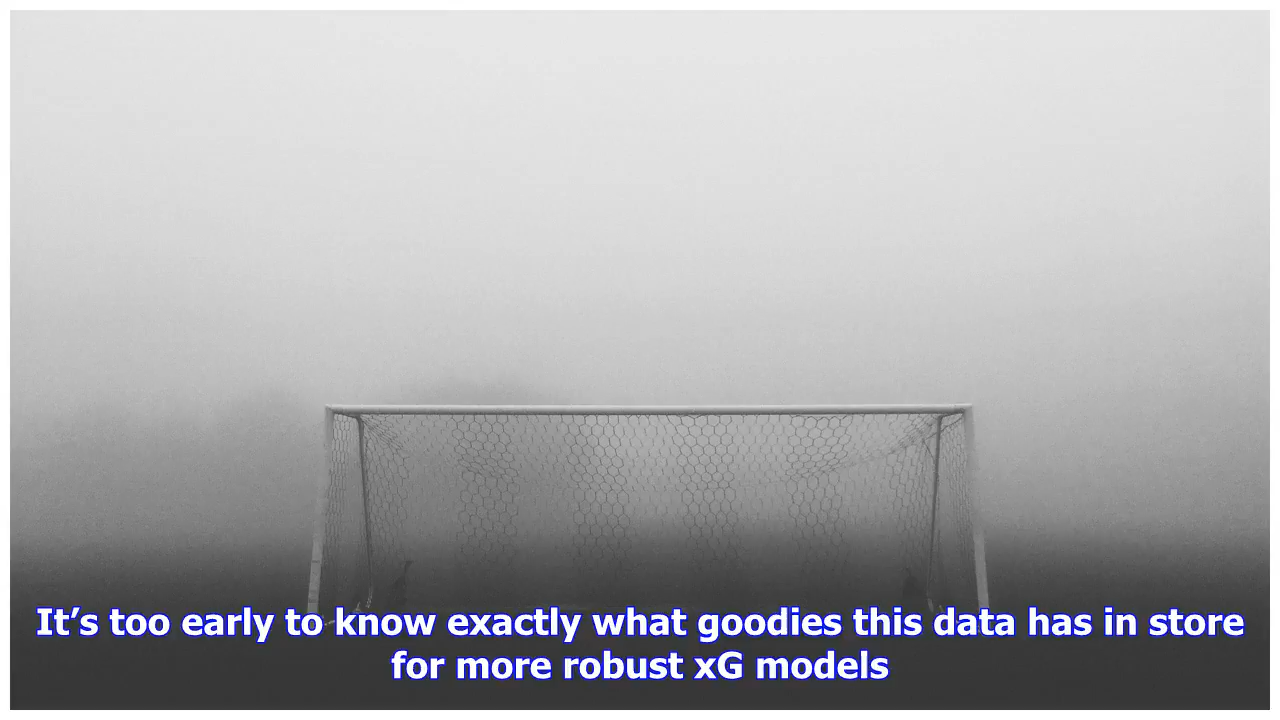 It’s too early to know exactly what goodies this data has in store
for more robust xG models